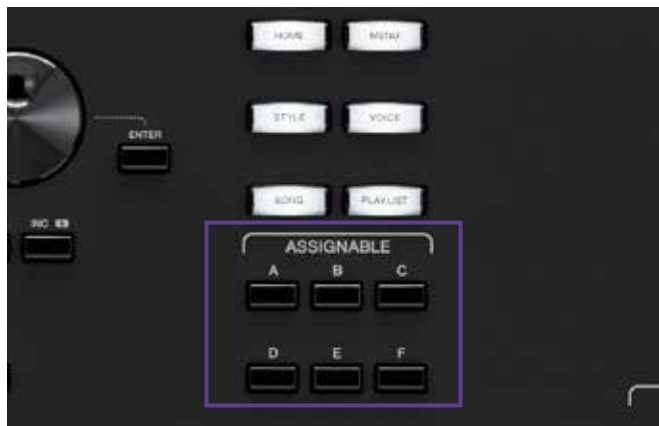 HOME MENU
STYLE VOICE
ENTER
SONG PLAYLIST
INC
ASSIGNABLE
A B C
D E F